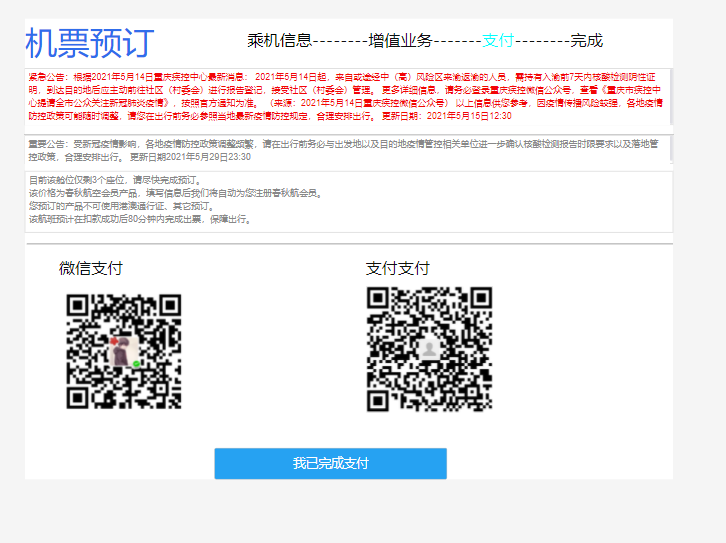 机票预订
乘机信息--------增值业务-------支付--------完成
紧急公告：根据2021年5月14日重庆疾控中心最新消息： 2021年5月14日起，来自或途经中（高）风险区来渝返渝的人员，需持有入渝前7天内核酸检测阴性证
明，到达目的地后应主动前往社区（村委会）进行报告登记，接受社区（村委会）管理。 更多详细信息，请务必登录重庆疾控微信公众号，查看《重庆市疾控中
心提请全市公众关注新冠肺炎疫情》，按照官方通知为准。 （来源：2021年5月14日重庆疾控微信公众号） 以上信息供您参考，因疫情传播风险较强，各地疫情
防控政策可能随时调整，请您在出行前务必参照当地最新疫情防控规定，合理安排出行。 更新日期：2021年5月15日12:30
重要公告：受新冠疫情影响，各地疫情防控政策调整频繁，请在出行前务必与出发地以及目的地疫情管控相关单位进一步确认核酸检测报告时限要求以及落地管
控政策，合理安排出行。 更新日期2021年5月29日23:30
目前该舱位仅剩3个座位，请尽快完成预订。
该价格为春秋航空会员产品，填写信息后我们将自动为您注册春秋航会员。
您预订的产品不可使用港澳通行证、其它预订。
该航班预计在扣款成功后80分钟内完成出票，保障出行。
微信支付
支付支付
我已完成支付